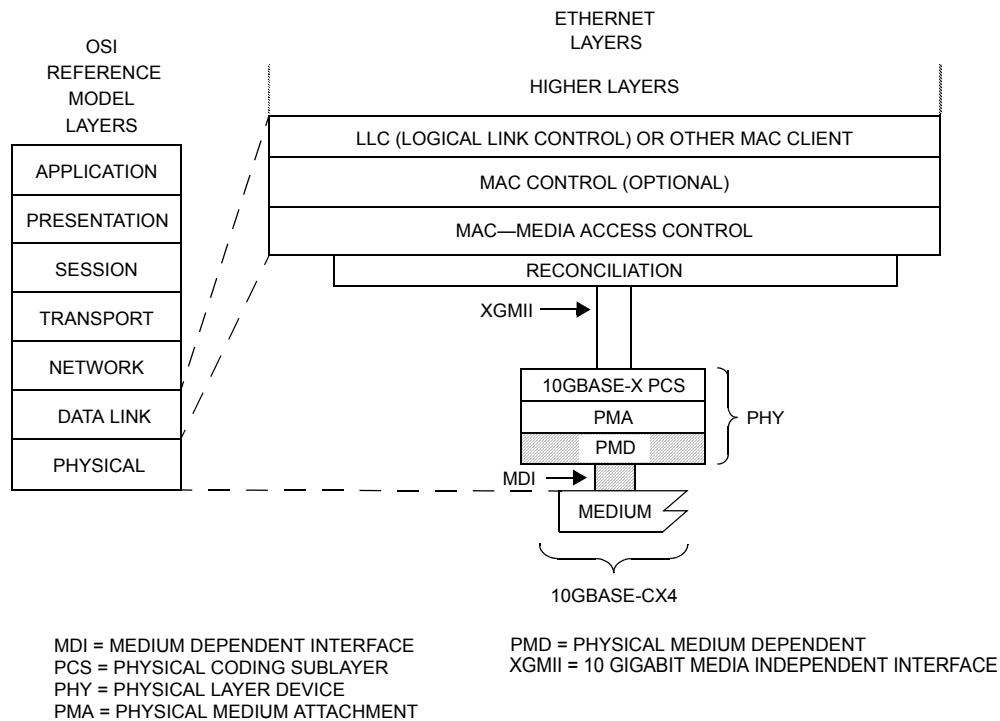 OSI
REFERENCE
MODEL
LAYERS
APPLICATION
PRESENTATION
SESSION
TRANSPORT
NETWORK
DATA LINK
PHYSICAL
ETHERNET
LAYERS
HIGHER LAYERS
LLC (LOGICAL LINK CONTROL) OR OTHER MAC CLIENT
MAC CONTROL (OPTIONAL)
MAC—MEDIA ACCESS CONTROL
RECONCILIATION
XGMII
10GBASE-X PCS
PMA
PMD
PHY
MDI
MEDIUM
10GBASE-CX4
MDI = MEDIUM DEPENDENT INTERFACE
PCS = PHYSICAL CODING SUBLAYER
PHY = PHYSICAL LAYER DEVICE
PMA = PHYSICAL MEDIUM ATTACHMENT
PMD = PHYSICAL MEDIUM DEPENDENT
XGMII = 10 GIGABIT MEDIA INDEPENDENT INTERFACE